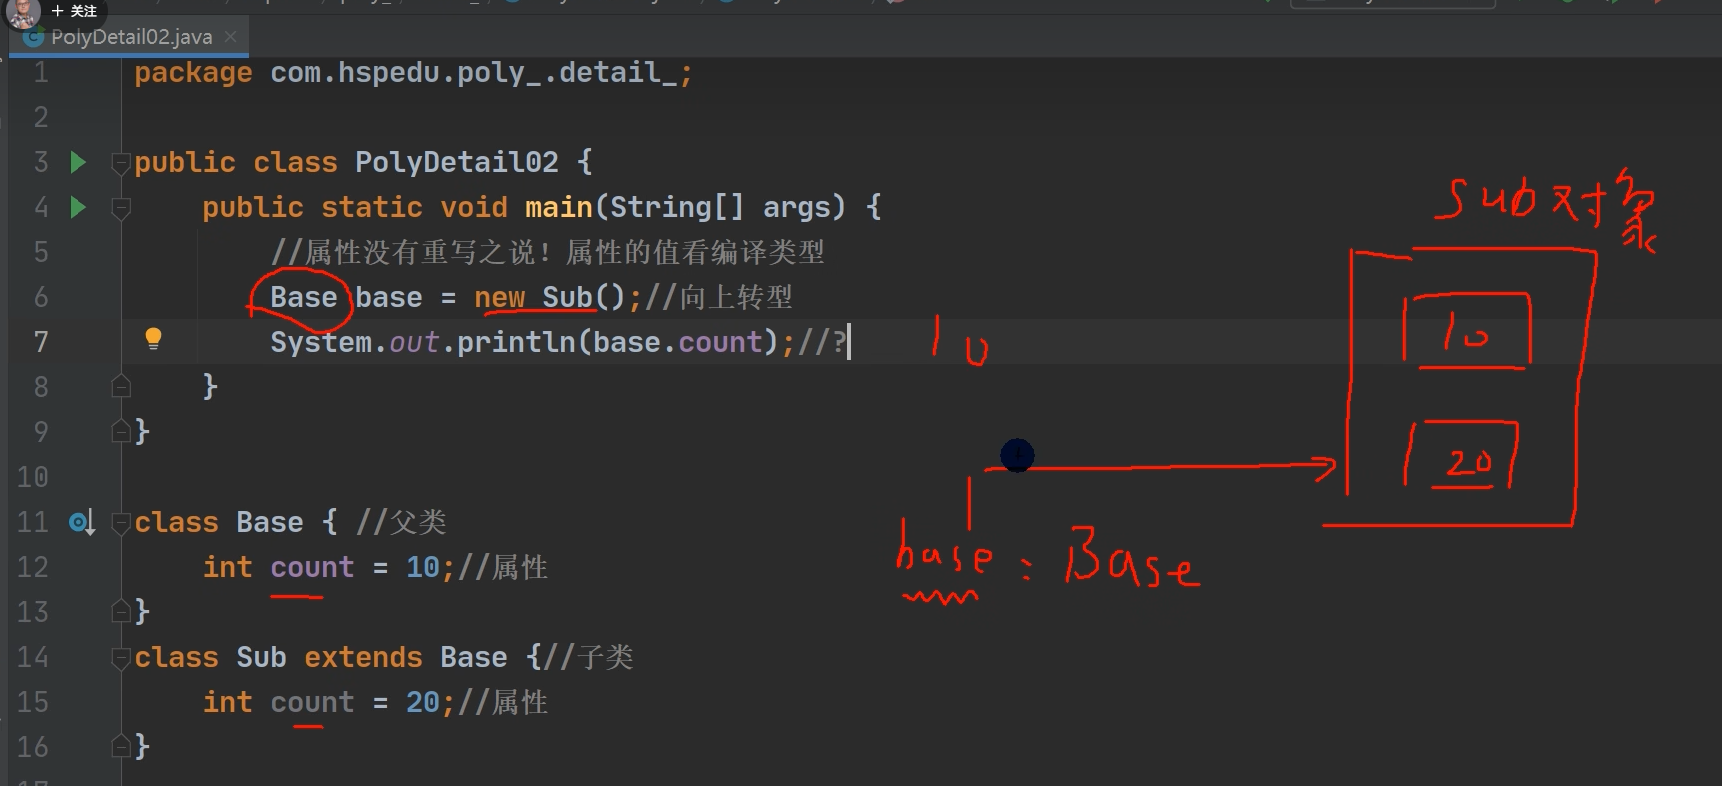 + 关注
PolyDetail02.java
1 package com.hspedu.poly_.detail_;
2
3 public class PolyDetail02 {
4 public static void main(String[] args) {
5 //属性没有重写之说！属性的值看编译类型
6 Base base = new Sub();//向上转型
7 System.out.println(base.count);//?
8 }
9 }
10
11 class Base { //父类
12 int count = 10;//属性
13 }
14 class Sub extends Base {//子类
15 int count = 20;//属性
16 }
10
base : Base
Sub对象
10
20